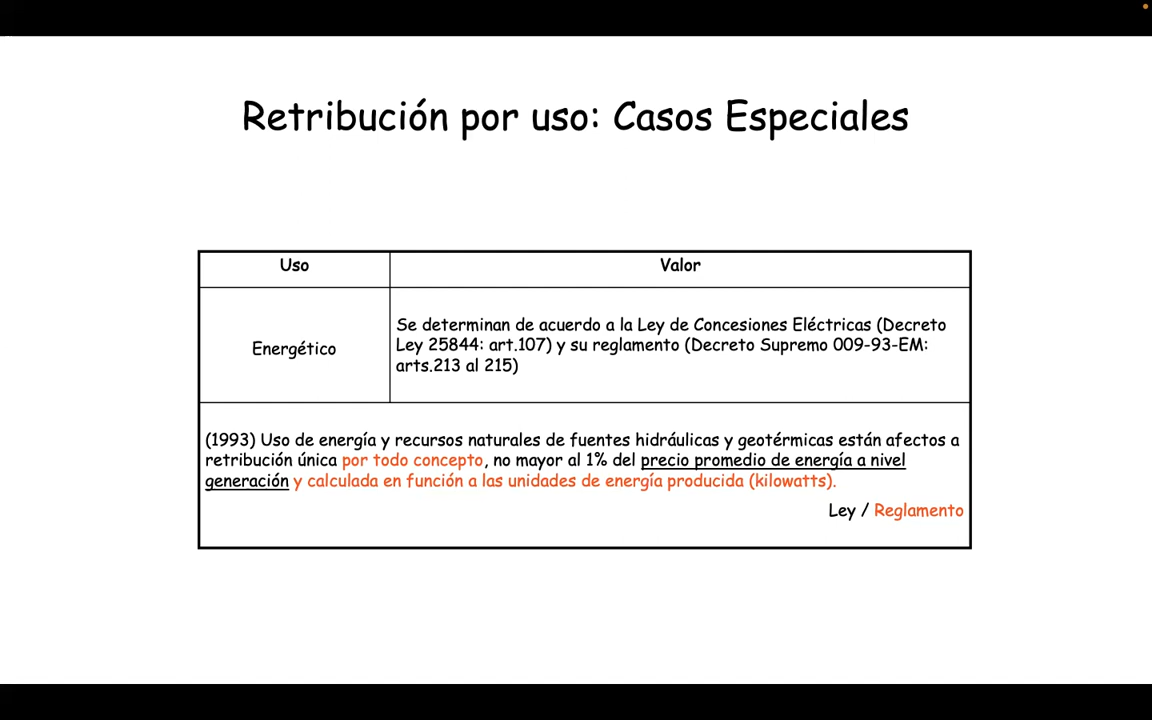 Retribución por uso: Casos Especiales
Uso
Valor
Energético
Se determinan de acuerdo a la Ley de Concesiones Eléctricas (Decreto
Ley 25844: art.107) y su reglamento (Decreto Supremo 009-93-EM:
arts.213 al 215)
(1993) Uso de energía y recursos naturales de fuentes hidráulicas y geotérmicas están afectos a
retribución única por todo concepto, no mayor al 1% del precio promedio de energía a nivel
generación y calculada en función a las unidades de energía producida (kilowatts).
Ley / Reglamento